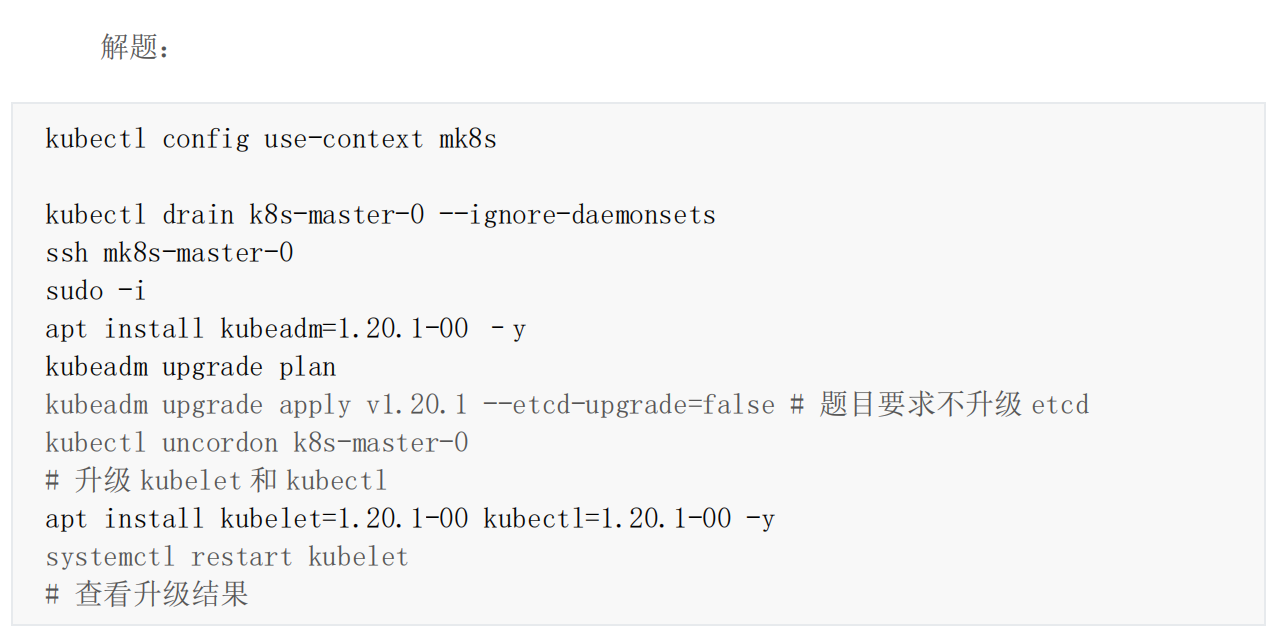 解题：
kubectl config use-context mk8s
kubectl drain k8s-master-0 --ignore-daemonsets
ssh mk8s-master-0
sudo -i
apt install kubeadm=1.20.1-00 –y
kubeadm upgrade plan
kubeadm upgrade apply v1.20.1 --etcd-upgrade=false # 题目要求不升级 etcd
kubectl uncordon k8s-master-0
# 升级 kubelet 和 kubectl
apt install kubelet=1.20.1-00 kubectl=1.20.1-00 -y
systemctl restart kubelet
# 查看升级结果